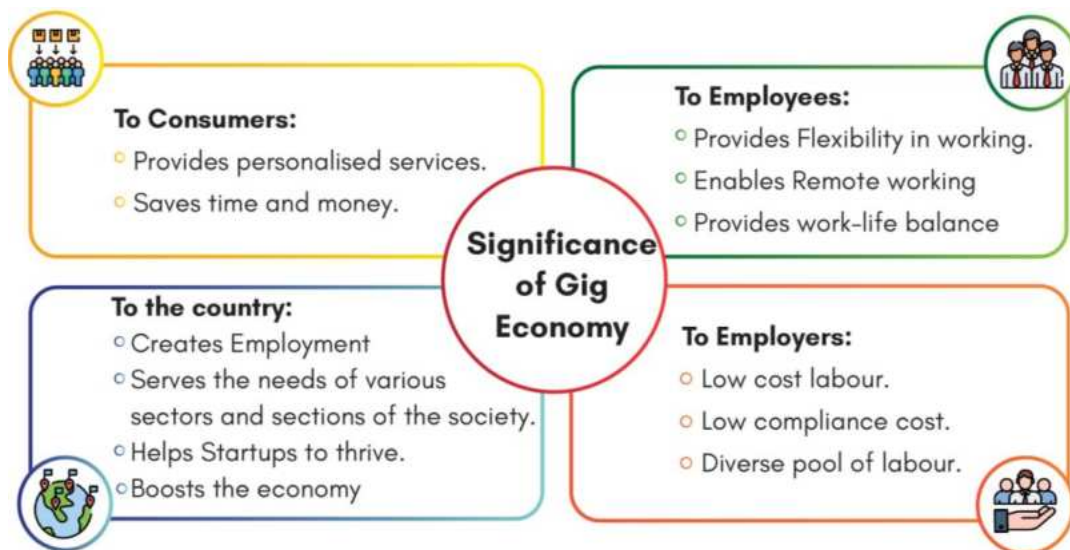 To Consumers:
Provides personalised services.
Saves time and money.
To Employees:
Provides Flexibility in working.
Enables Remote working
Provides work-life balance
Significance
of Gig
Economy
To the country:
Creates Employment
Serves the needs of various
sectors and sections of the society.
Helps Startups to thrive.
Boosts the economy
To Employers:
Low cost labour.
Low compliance cost.
Diverse pool of labour.